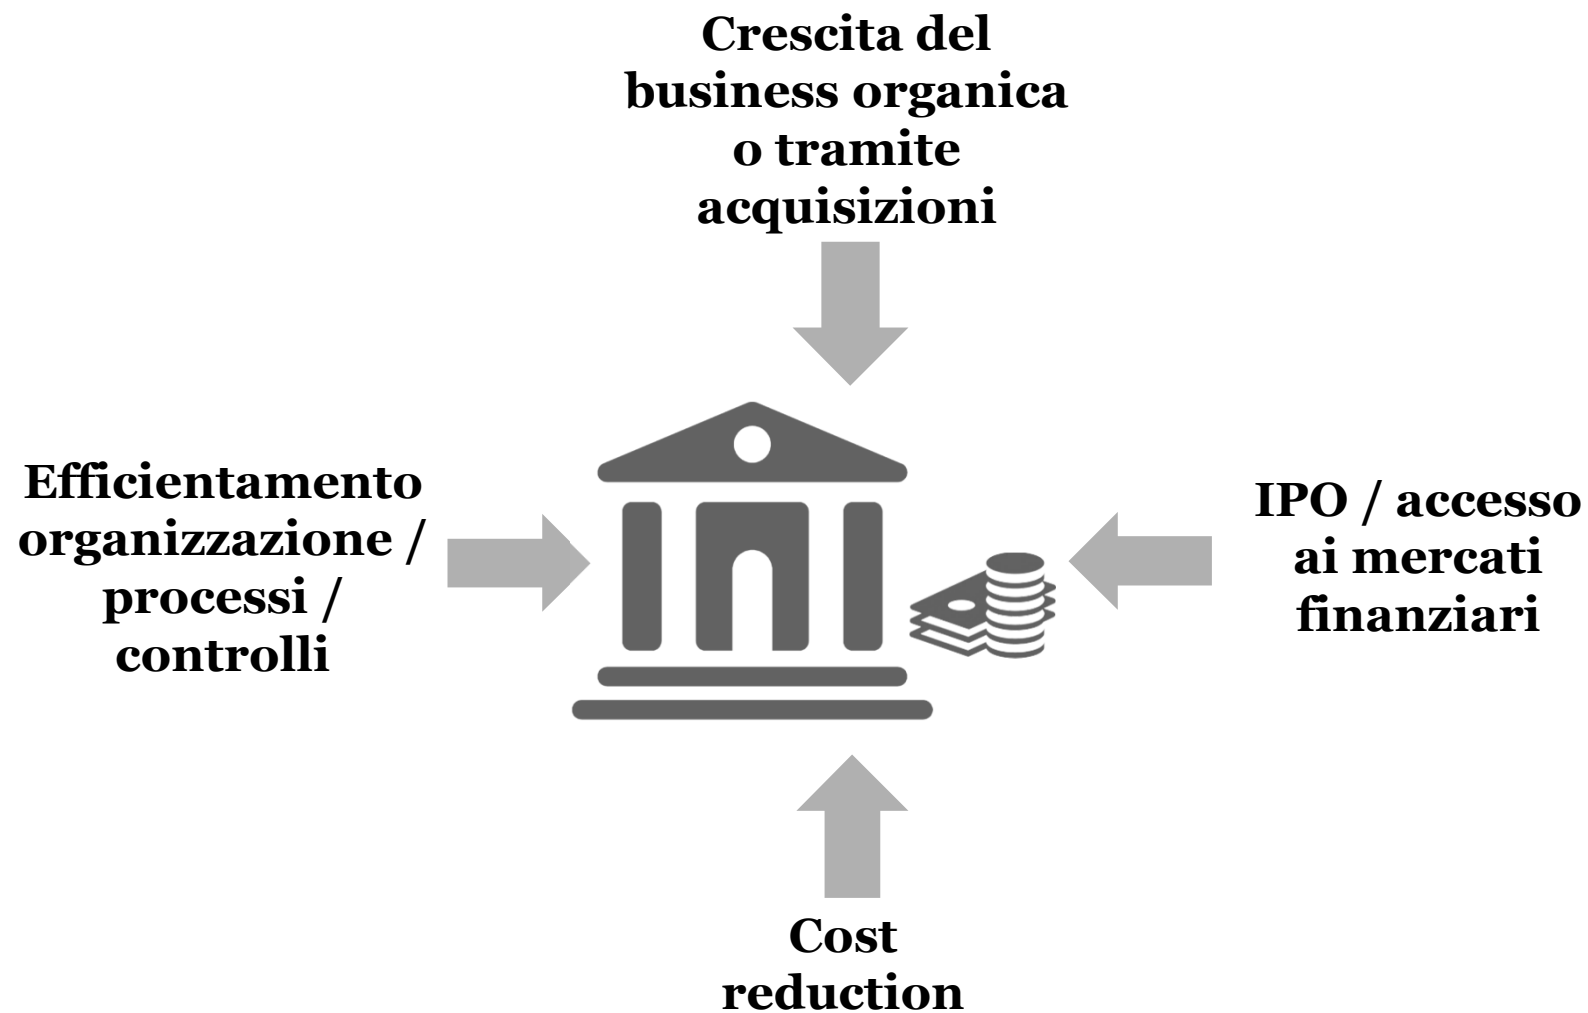 Crescita del
business organica
o tramite
acquisizioni
Efficientamento
organizzazione /
processi /
controlli
IPO / accesso
ai mercati
finanziari
Cost
reduction